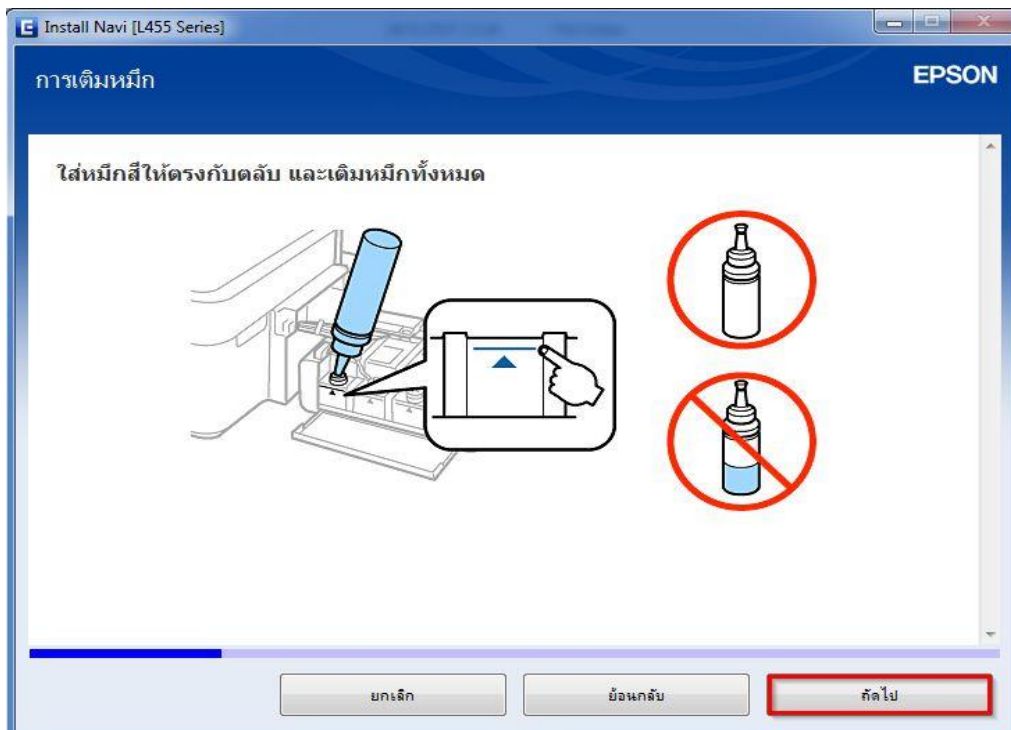 Install Navi [L455 Series]
การเติมหมึก
EPSON
ใส่หมึกสีให้ตรงกับตลับ และเติมหมึกทั้งหมด
ยกเลิก
ย้อนกลับ
ถัดไป